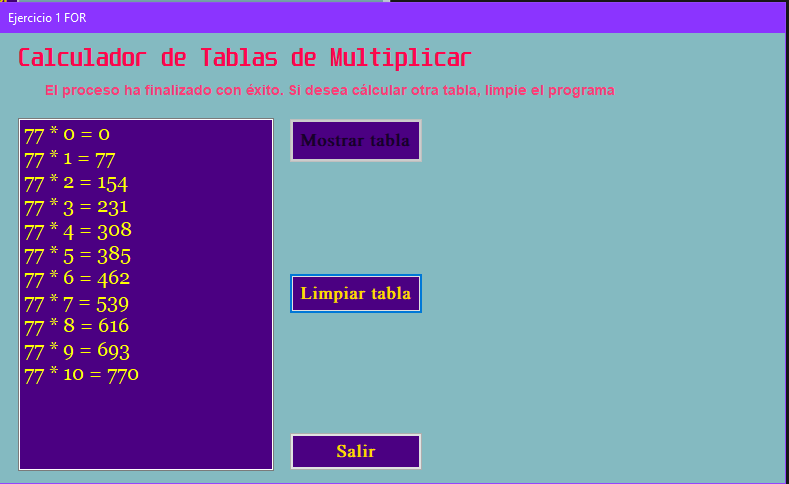 Ejercicio 1 FOR
Calculador de Tablas de Multiplicar
El proceso ha finalizado con éxito. Si desea cálcular otra tabla, limpie el programa
77 * 0 = 0
77 * 1 = 77
77 * 2 = 154
77 * 3 = 231
77 * 4 = 308
77 * 5 = 385
77 * 6 = 462
77 * 7 = 539
77 * 8 = 616
77 * 9 = 693
77 * 10 = 770
Mostrar tabla
Limpiar tabla
Salir